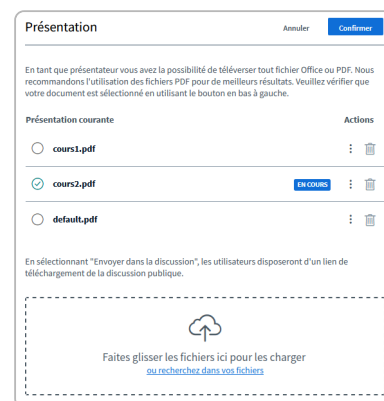 Présentation
Annuler
Confirmer
En tant que présentateur vous avez la possibilité de téléverser tout fichier Office ou PDF. Nous
recommandons l'utilisation des fichiers PDF pour de meilleurs résultats. Veuillez vérifier que
votre document est sélectionné en utilisant le bouton en bas à gauche.
Présentation courante
Actions
cours1.pdf
cours2.pdf
EN COURS
default.pdf
En sélectionnant "Envoyer dans la discussion", les utilisateurs disposeront d'un lien de
téléchargement de la discussion publique.
Faites glisser les fichiers ici pour les charger
ou recherchez dans vos fichiers